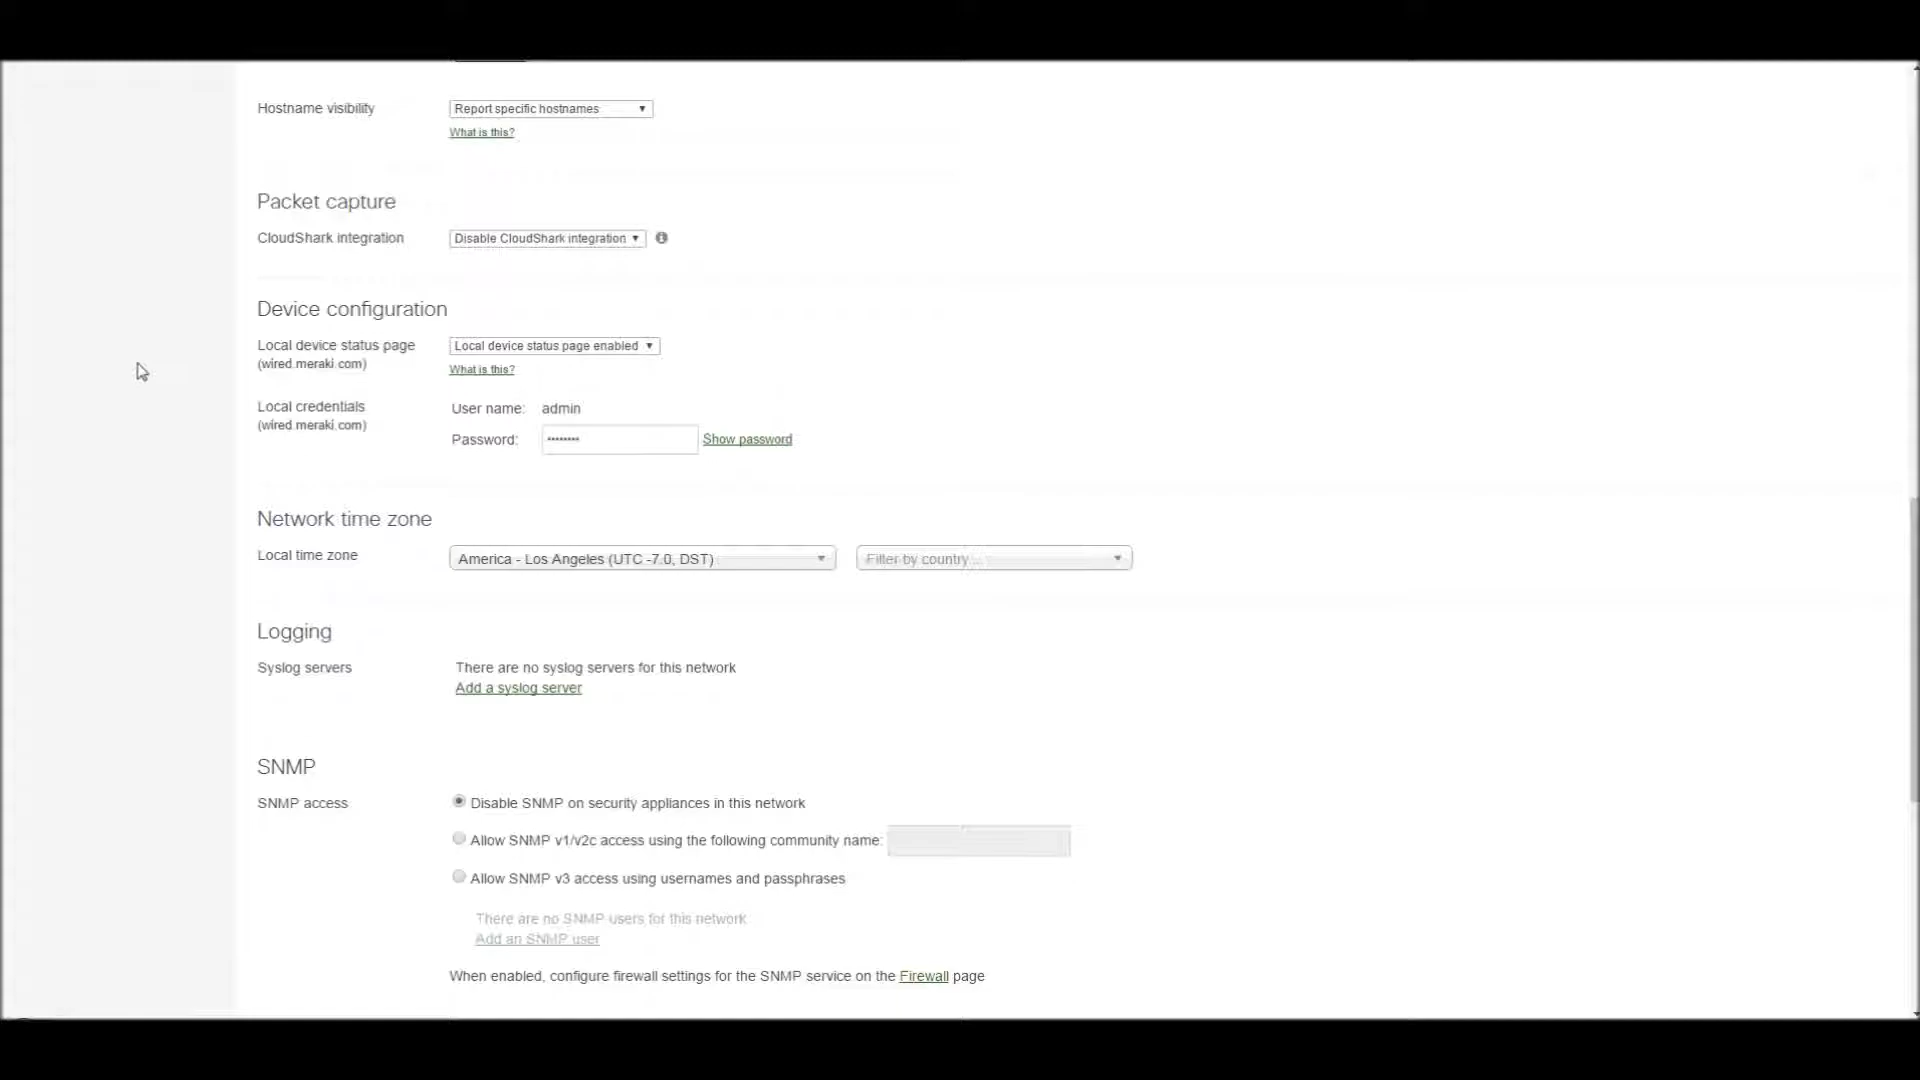 Hostname visibility
Report specific hostnames
What is this?
Packet capture
CloudShark integration
Disable CloudShark integration
Device configuration
Local device status page
(wired.meraki.com)
Local device status page enabled
What is this?
Local credentials
(wired.meraki.com)
User name: admin
Password: •••••••• Show password
Network time zone
Local time zone
America - Los Angeles (UTC -7.0, DST)
Filter by country ...
Logging
Syslog servers
There are no syslog servers for this network
Add a syslog server
SNMP
SNMP access
Disable SNMP on security appliances in this network
Allow SNMP v1/v2c access using the following community name:
Allow SNMP v3 access using usernames and passphrases
There are no SNMP users for this network
Add an SNMP user
When enabled, configure firewall settings for the SNMP service on the Firewall page